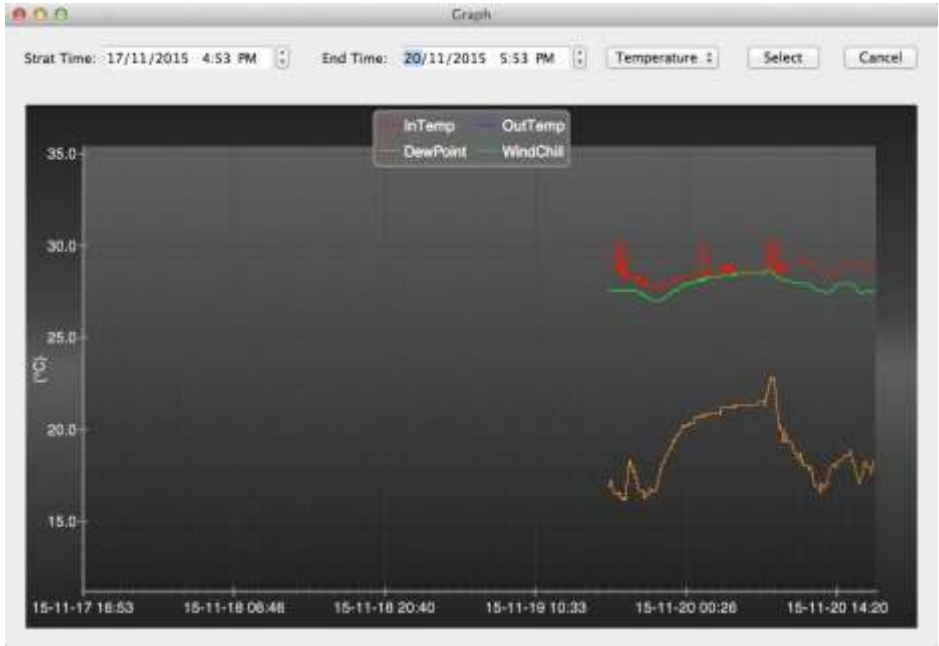 Graph
Strat Time: 17/11/2015 4:53 PM End Time: 20/11/2015 5:53 PM Temperature Select Cancel
InTemp OutTemp
DewPoint WindChill
35.0
30.0
25.0
(°C)
20.0
15.0
15-11-17 16:53 15-11-18 06:46 15-11-18 20:40 15-11-19 10:33 15-11-20 00:26 15-11-20 14:20